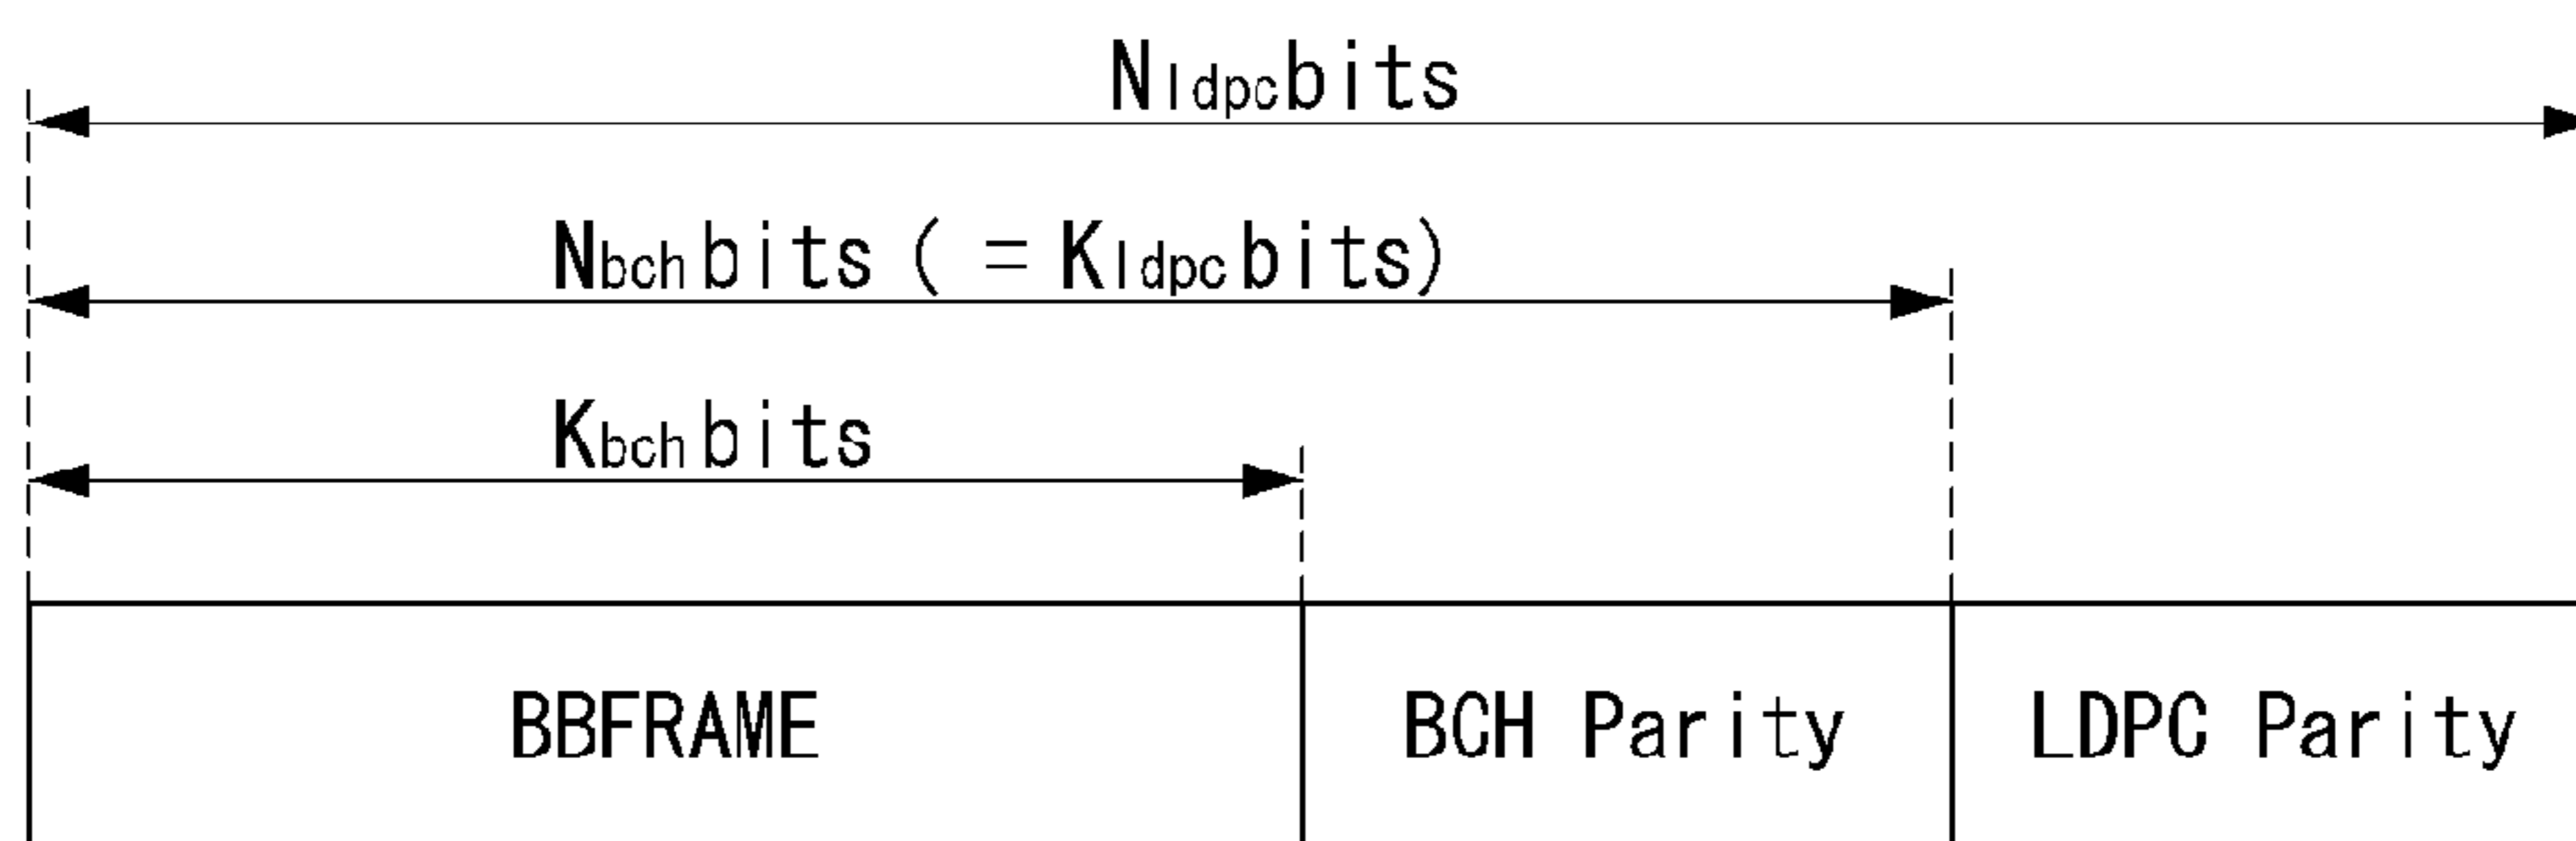 Nldpcbits
Nbchbits ( = Kldpcbits)
Kbchbits
BBFRAME BCH Parity LDPC Parity